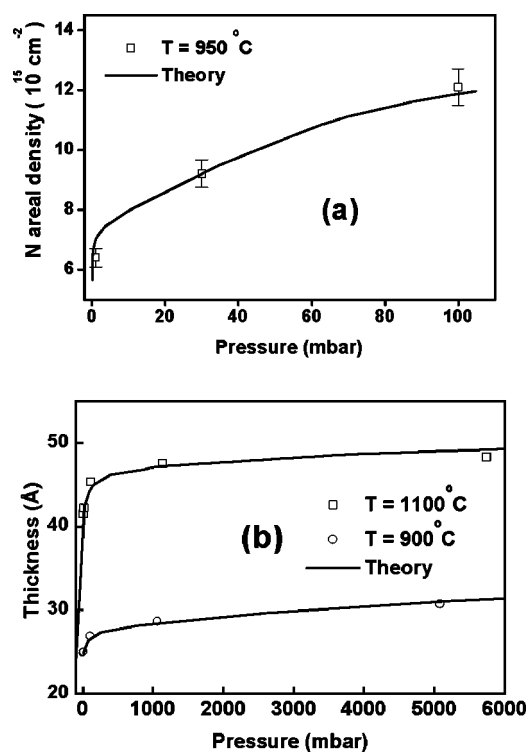 14
12
10
8
6
N areal density ( 10^15 cm^-2)
T = 950 °C
Theory
(a)
0 20 40 60 80 100
Pressure (mbar)
60
50
40
30
20
Thickness (Å)
T = 1100°C
T = 900°C
Theory
(b)
0 1000 2000 3000 4000 5000 6000
Pressure (mbar)